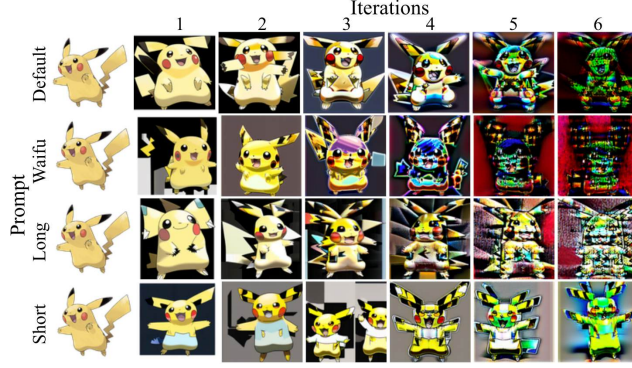 Iterations
1 2 3 4 5 6
Prompt
Default
Waifu
Long
Short